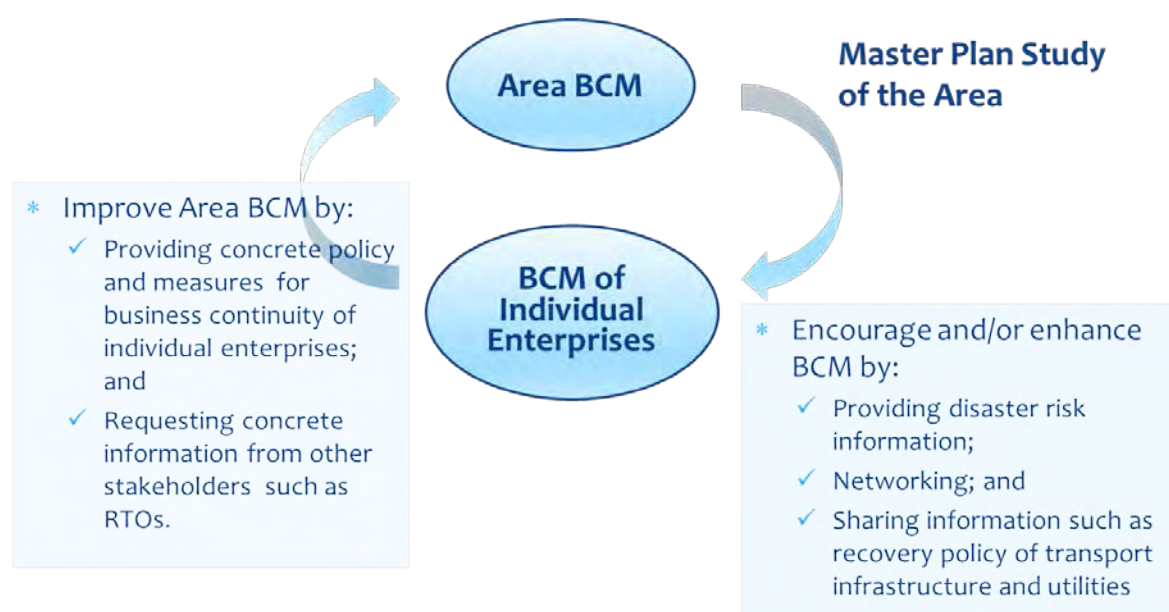 Area BCM
Master Plan Study
of the Area
* Improve Area BCM by:
✓ Providing concrete policy
and measures for
business continuity of
individual enterprises;
and
✓ Requesting concrete
information from other
stakeholders such as
RTOs.
BCM of
Individual
Enterprises
* Encourage and/or enhance
BCM by:
✓ Providing disaster risk
information;
✓ Networking; and
✓ Sharing information such as
recovery policy of transport
infrastructure and utilities